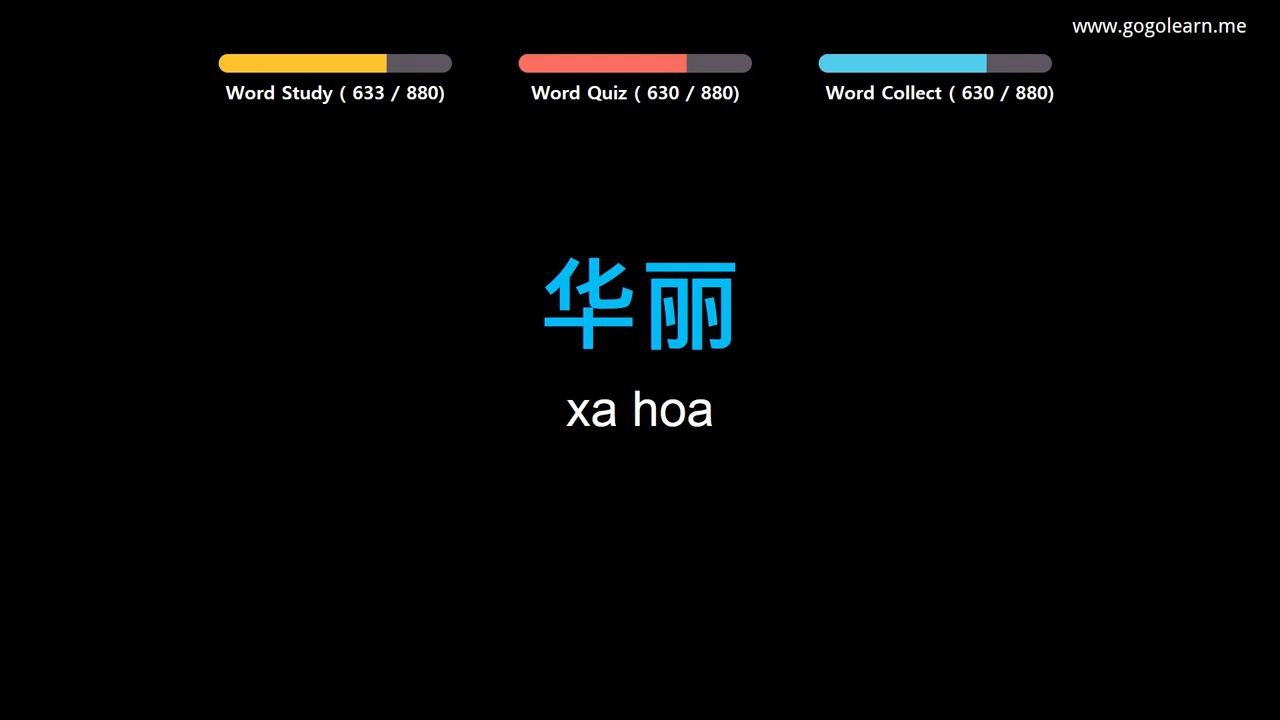 www.gogolearn.me
Word Study ( 633 / 880)
Word Quiz ( 630 / 880)
Word Collect ( 630 / 880)
华丽
xa hoa